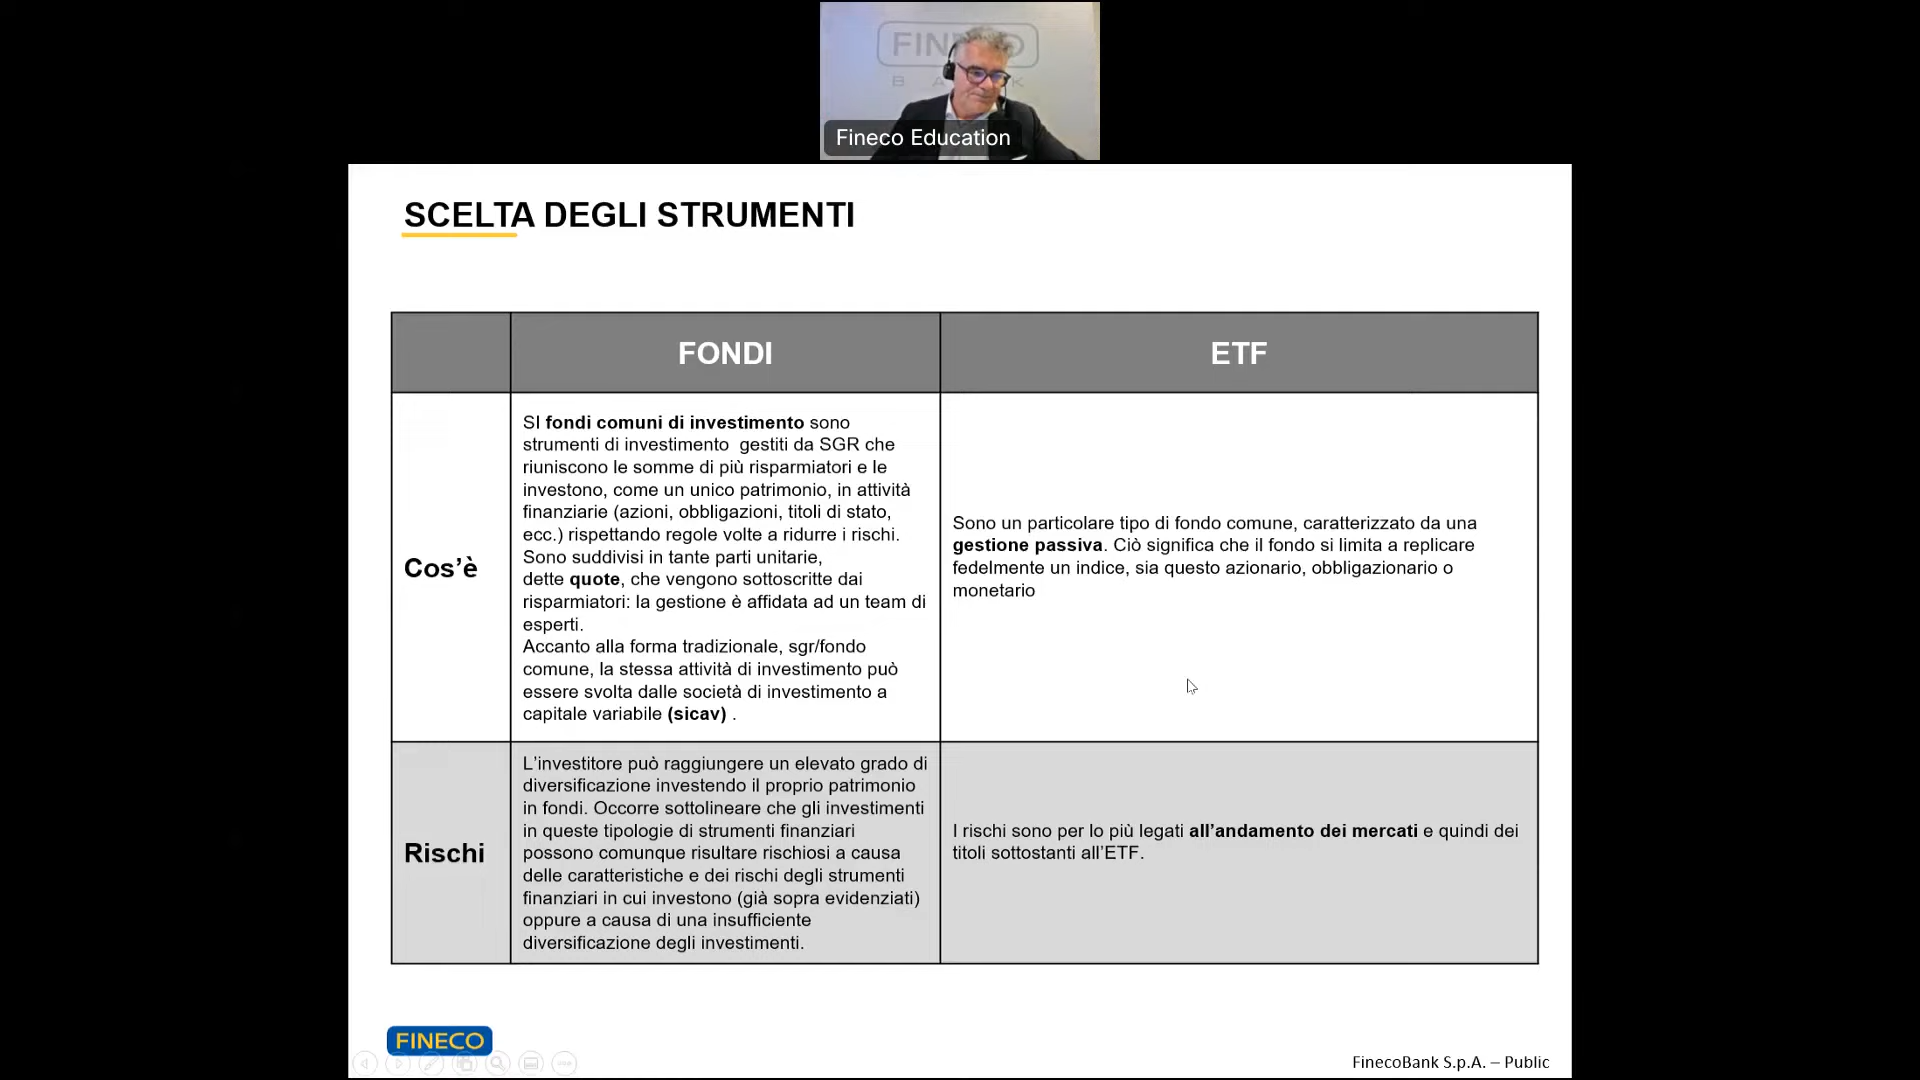 FINECO
BANK
Fineco Education
SCELTA DEGLI STRUMENTI
FONDI
ETF
Cos’è
SI fondi comuni di investimento sono
strumenti di investimento  gestiti da SGR che
riuniscono le somme di più risparmiatori e le
investono, come un unico patrimonio, in attività
finanziarie (azioni, obbligazioni, titoli di stato,
ecc.) rispettando regole volte a ridurre i rischi.
Sono suddivisi in tante parti unitarie,
dette quote, che vengono sottoscritte dai
risparmiatori: la gestione è affidata ad un team di
esperti.
Accanto alla forma tradizionale, sgr/fondo
comune, la stessa attività di investimento può
essere svolta dalle società di investimento a
capitale variabile (sicav) .
Sono un particolare tipo di fondo comune, caratterizzato da una
gestione passiva. Ciò significa che il fondo si limita a replicare
fedelmente un indice, sia questo azionario, obbligazionario o
monetario
Rischi
L’investitore può raggiungere un elevato grado di
diversificazione investendo il proprio patrimonio
in fondi. Occorre sottolineare che gli investimenti
in queste tipologie di strumenti finanziari
possono comunque risultare rischiosi a causa
delle caratteristiche e dei rischi degli strumenti
finanziari in cui investono (già sopra evidenziati)
oppure a causa di una insufficiente
diversificazione degli investimenti.
I rischi sono per lo più legati all’andamento dei mercati e quindi dei
titoli sottostanti all’ETF.
FINECO
FinecoBank S.p.A. – Public